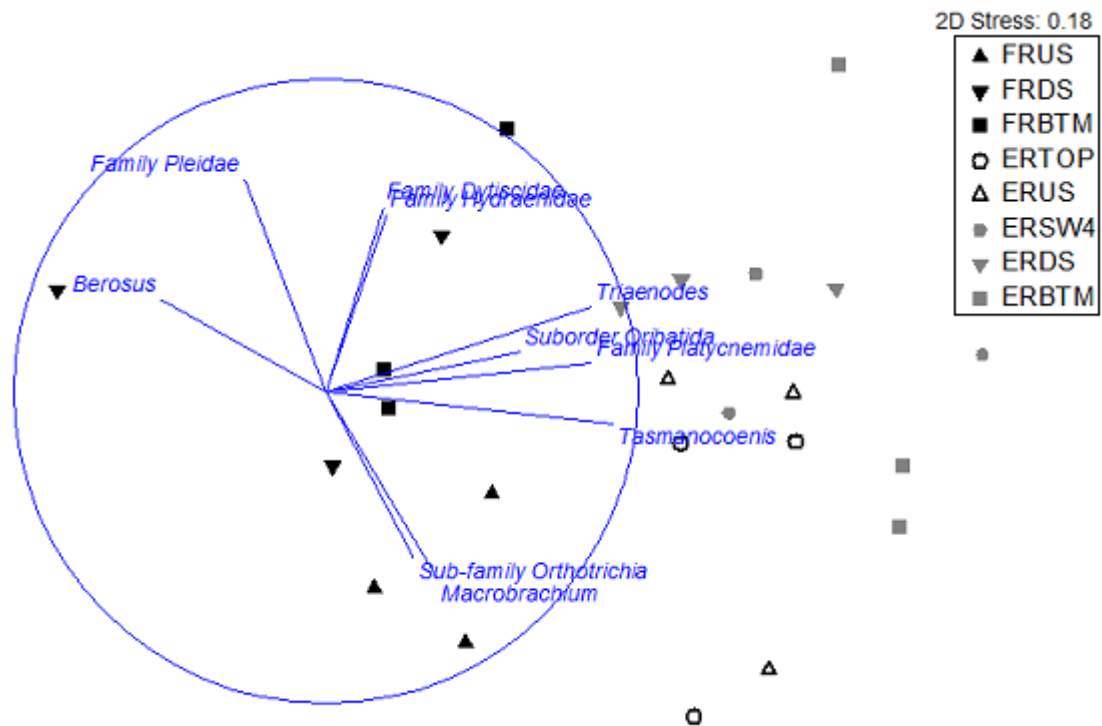 2D Stress: 0.18
FRUS
FRDS
FRBTM
ERTOP
ERUS
ERSW4
ERDS
ERBTM
Family Pleidae
Family Dytiscidae
Family Hydraenidae
Berosus
Triaenodes
Suborder Oribatida
Family Platycnemidae
Tasmanocoenis
Sub-family Orthotrichia
Macrobrachium